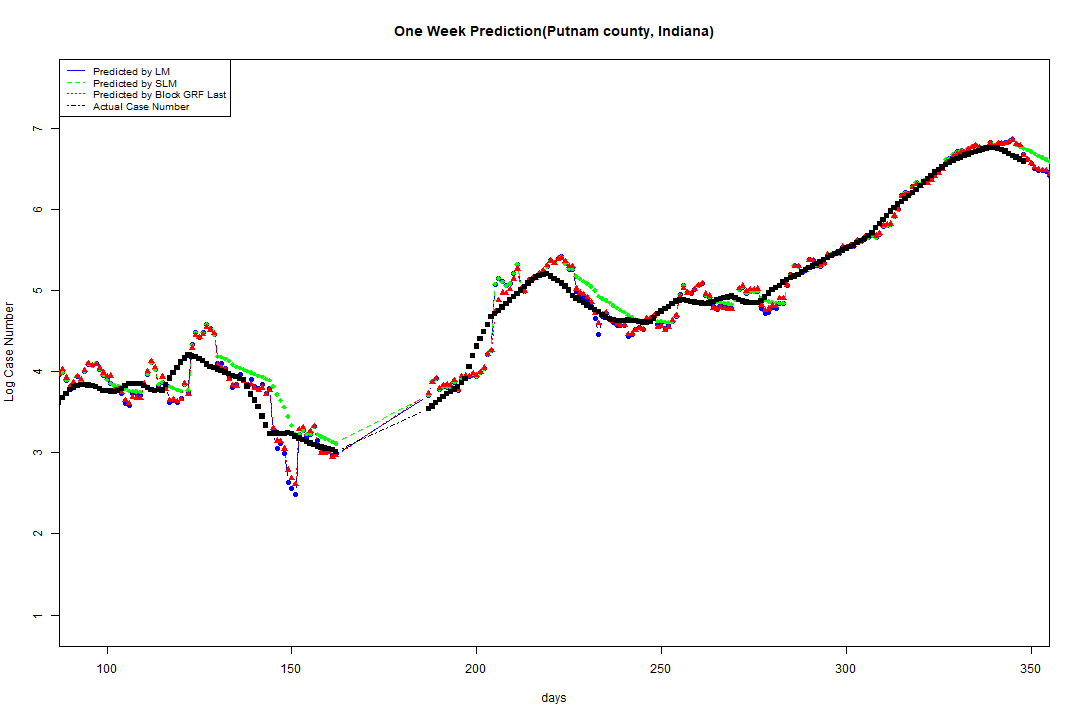 One Week Prediction(Putnam county, Indiana)
Predicted by LM
Predicted by SLM
Predicted by Block GRF Last
Actual Case Number
Log Case Number
7
6
5
4
3
2
1
100 150 200 250 300 350
days